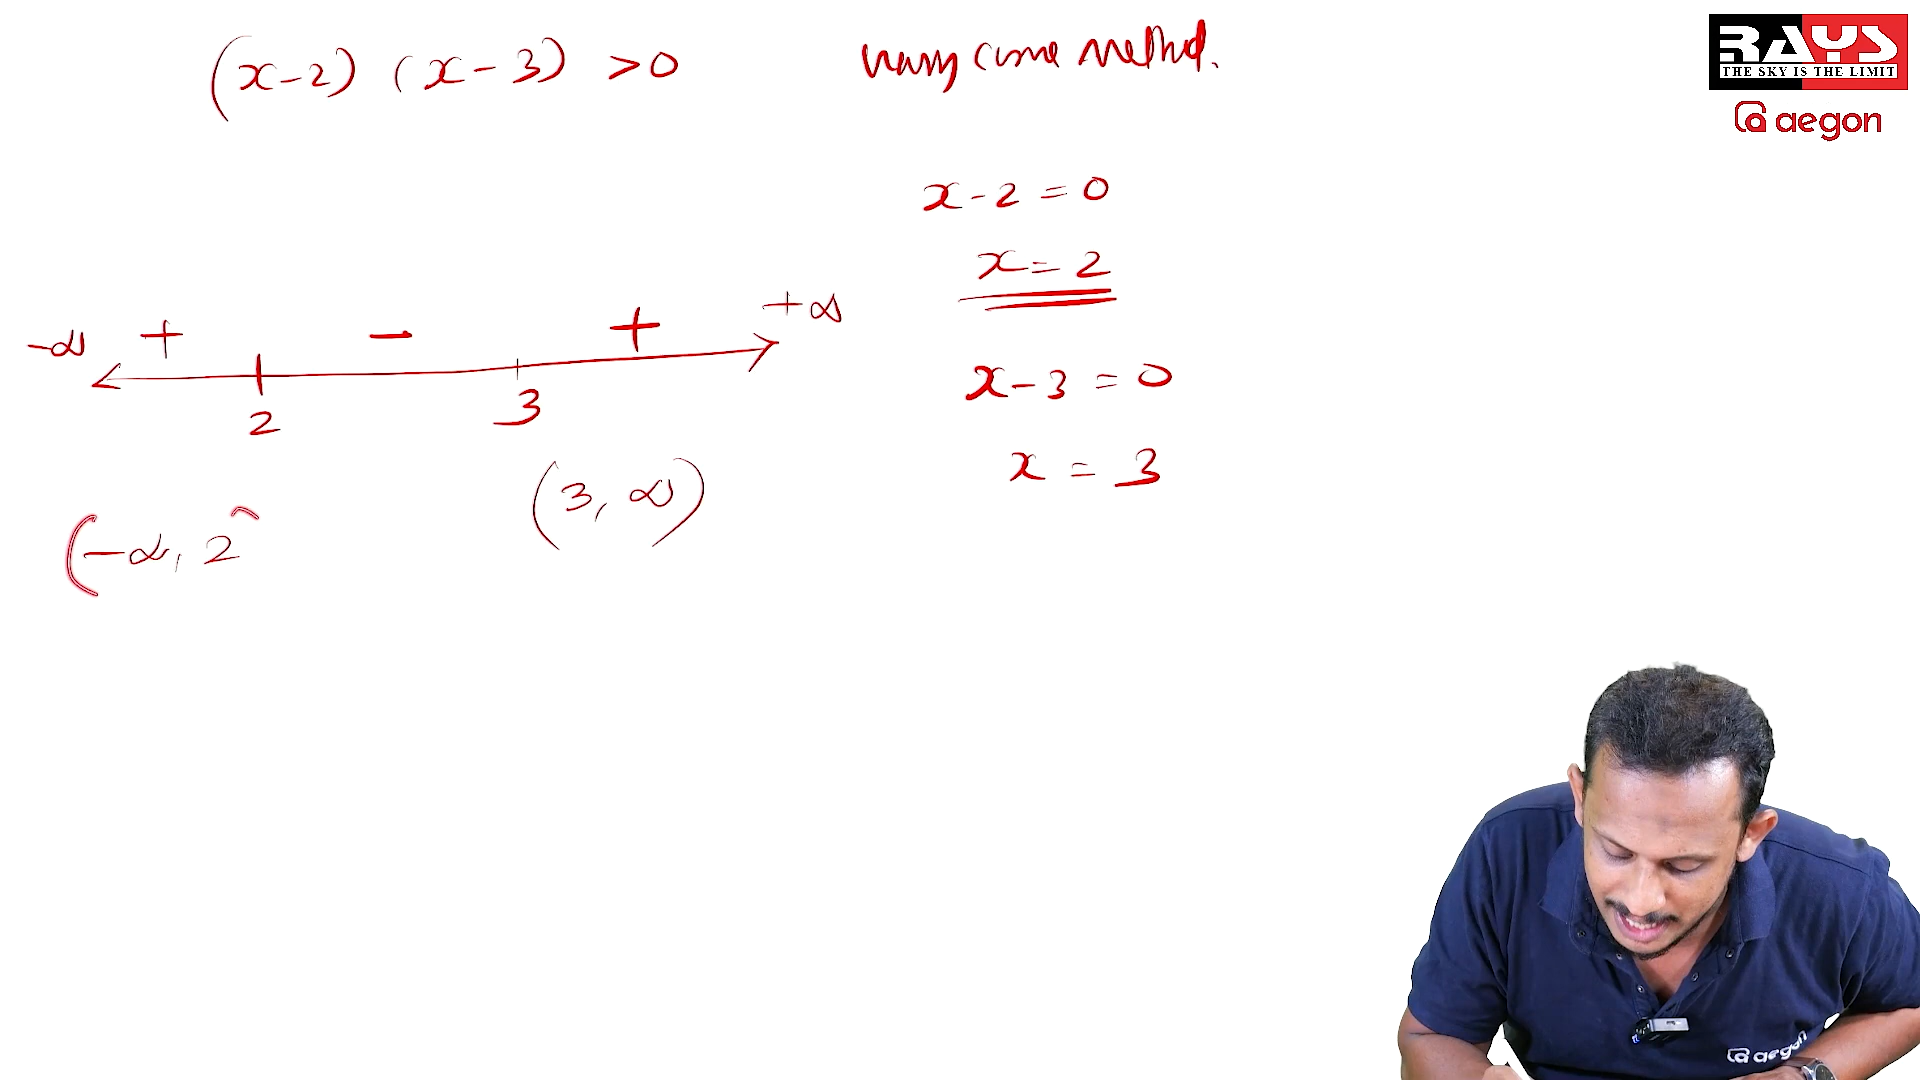 (x-2) (x-3) >0
wavy curve method.
RAYS
THE SKY IS THE LIMIT
aegon
x-2=0
x=2
x-3=0
x=3
-∞ + - + +∞
2 3
(3, ∞)
(-∞, 2
aegon